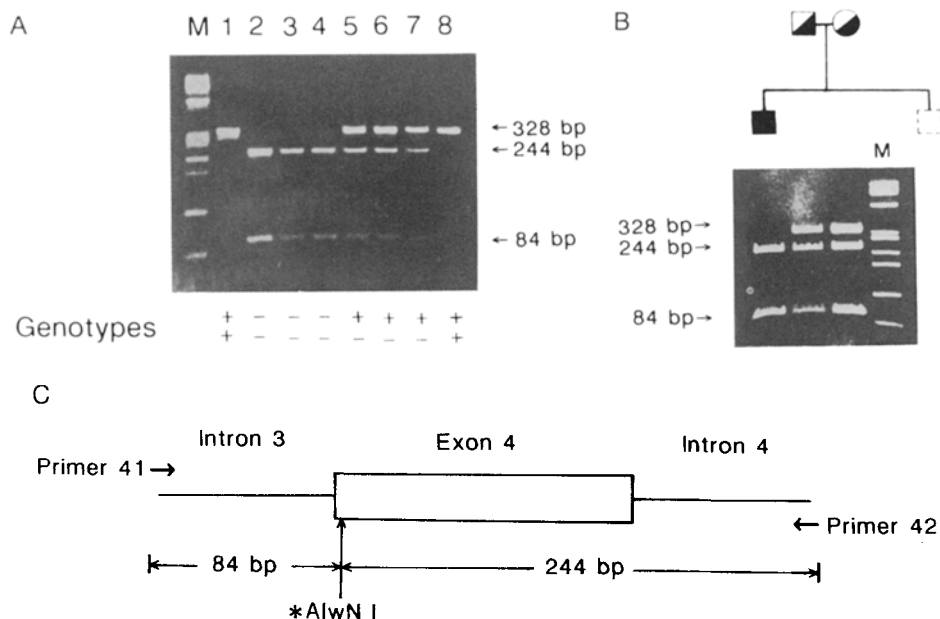 A
M 1 2 3 4 5 6 7 8
←328 bp
←244 bp
←84 bp
Genotypes
+ − − − + + + +
+ − − − − − − +
B
M
328 bp→
244 bp→
84 bp→
C
Intron 3 Exon 4 Intron 4
Primer 41→
←Primer 42
84 bp 244 bp
*AlwN I